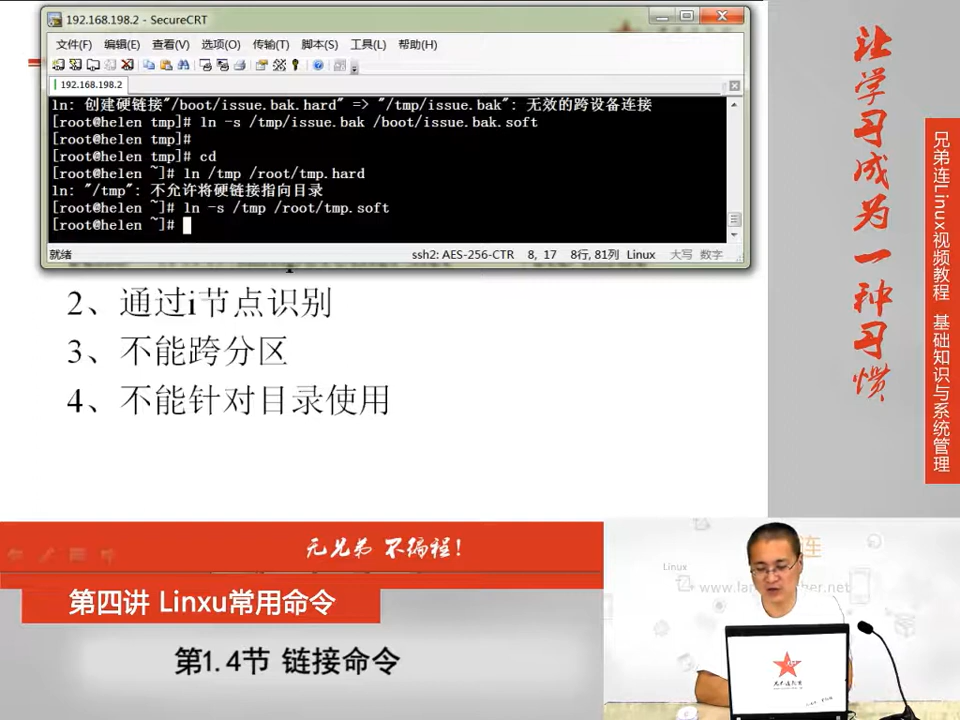 192.168.198.2 - SecureCRT
文件(F) 编辑(E) 查看(V) 选项(O) 传输(T) 脚本(S) 工具(L) 帮助(H)
192.168.198.2
ln: 创建硬链接"/boot/issue.bak.hard" => "/tmp/issue.bak": 无效的跨设备连接
[root@helen tmp]# ln -s /tmp/issue.bak /boot/issue.bak.soft
[root@helen tmp]#
[root@helen tmp]# cd
[root@helen ~]# ln /tmp /root/tmp.hard
ln: "/tmp": 不允许将硬链接指向目录
[root@helen ~]# ln -s /tmp /root/tmp.soft
[root@helen ~]#
就绪 ssh2: AES-256-CTR 8, 17 8行, 81列 Linux 大写 数字
2、通过i节点识别
3、不能跨分区
4、不能针对目录使用
让学习成为一种习惯
兄弟连Linux视频教程 基础知识与系统管理
无兄弟 不编程!
第四讲 Linxu常用命令
第1.4节 链接命令
连
Linux